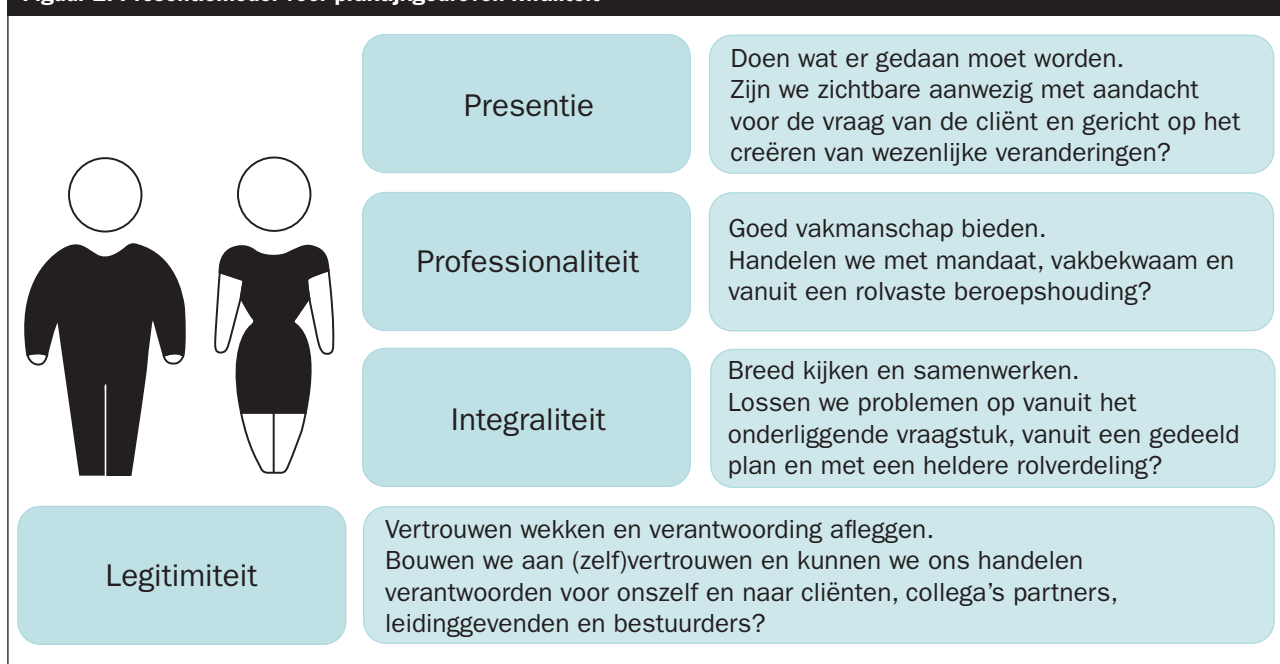 Presentie
Doen wat er gedaan moet worden.
Zijn we zichtbare aanwezig met aandacht
voor de vraag van de cliënt en gericht op het
creëren van wezenlijke veranderingen?
Professionaliteit
Goed vakmanschap bieden.
Handelen we met mandaat, vakbekwaam en
vanuit een rolvaste beroepshouding?
Integraliteit
Breed kijken en samenwerken.
Lossen we problemen op vanuit het
onderliggende vraagstuk, vanuit een gedeeld
plan en met een heldere rolverdeling?
Legitimiteit
Vertrouwen wekken en verantwoording afleggen.
Bouwen we aan (zelf)vertrouwen en kunnen we ons handelen
verantwoorden voor onszelf en naar cliënten, collega's partners,
leidinggevenden en bestuurders?